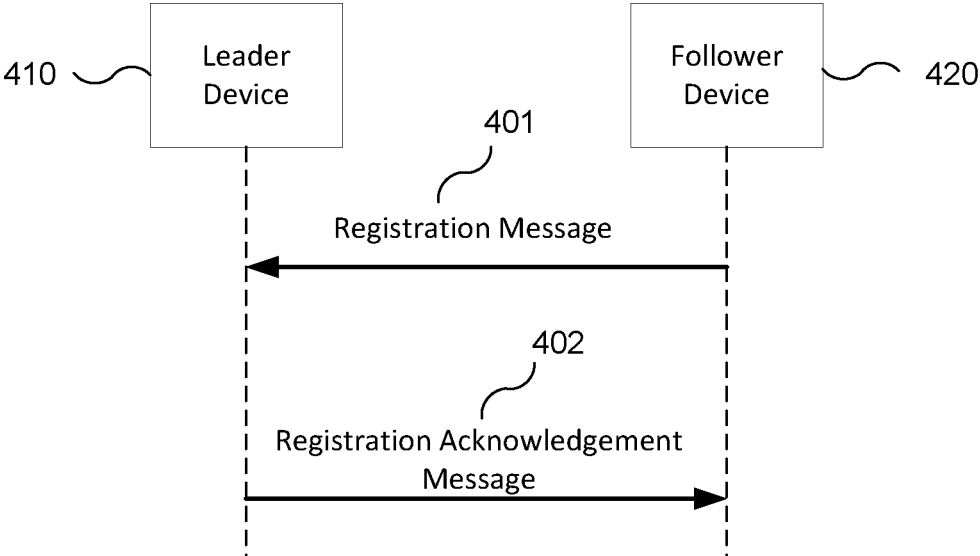 Leader
Device
410
Follower
Device
420
401
Registration Message
402
Registration Acknowledgement
Message